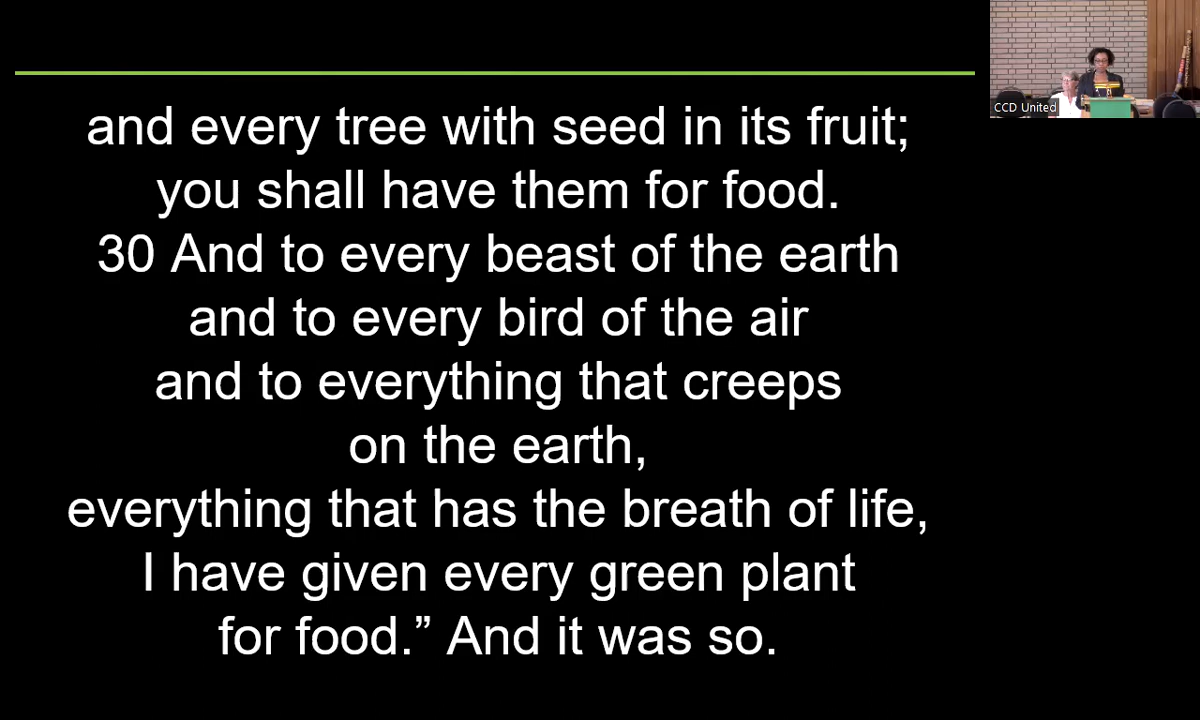 and every tree with seed in its fruit;
you shall have them for food.
30 And to every beast of the earth
and to every bird of the air
and to everything that creeps
on the earth,
everything that has the breath of life,
I have given every green plant
for food.” And it was so.
CCD United